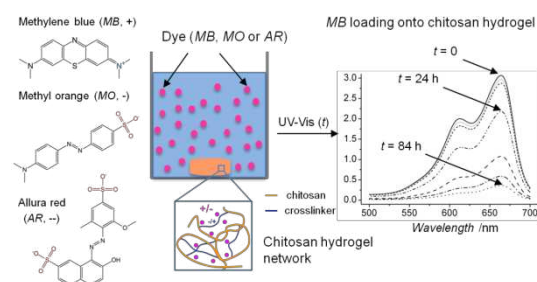 Methylene blue (MB, +)
N
N
S
N
+
Methyl orange (MO, -)
O
S
O
O⁻
N
N
N
Allura red
(AR, --)
O⁻
O
S
O
O
N
N
OH
O
⁻O
S
O
Dye (MB, MO or AR)
+/-
-/+
chitosan
crosslinker
Chitosan hydrogel
network
UV-Vis (t)
MB loading onto chitosan hydrogel
t = 0
t = 24 h
t = 84 h
3.0
2.5
2.0
1.5
1.0
0.5
0.0
500 550 600 650 700
Wavelength /nm